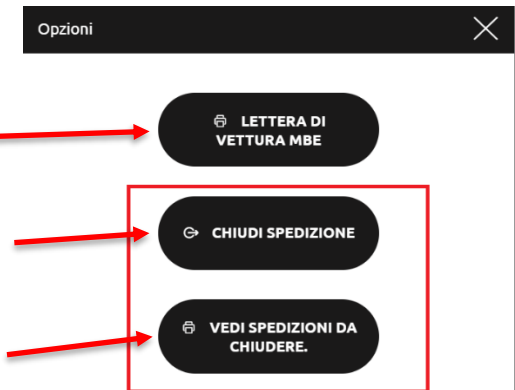 Opzioni
LETTERA DI
VETTURA MBE
CHIUDI SPEDIZIONE
VEDI SPEDIZIONI DA
CHIUDERE.